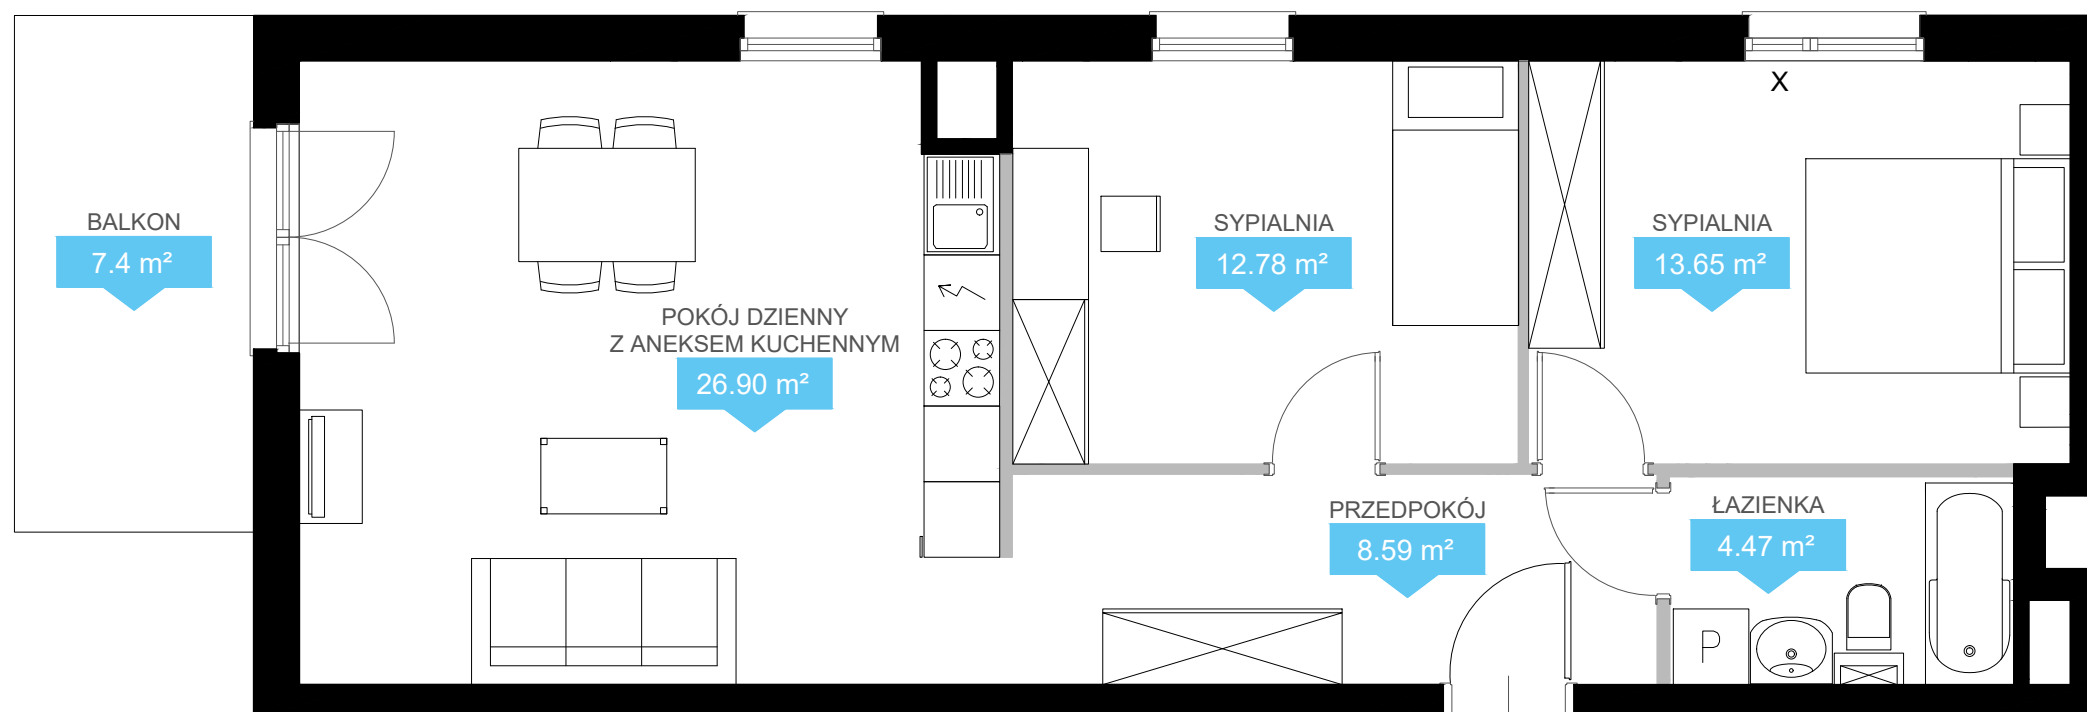 X
BALKON
7.4 m²
SYPIALNIA
12.78 m²
SYPIALNIA
13.65 m²
POKÓJ DZIENNY
Z ANEKSEM KUCHENNYM
26.90 m²
PRZEDPOKÓJ
8.59 m²
ŁAZIENKA
4.47 m²
P